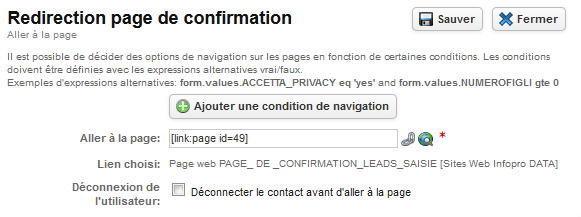 Redirection page de confirmation
Sauver
Fermer
Aller à la page
Il est possible de décider des options de navigation sur les pages en fonction de certaines conditions. Les conditions
doivent être définies avec les expressions alternatives vrai/faux.
Exemples d'expressions alternatives: form.values.ACCETTA_PRIVACY eq 'yes' and form.values.NUMEROFIGLI gte 0
Ajouter une condition de navigation
Aller à la page: [link:page id=49] *
Lien choisi: Page web PAGE_ DE _CONFIRMATION_LEADS_SAISIE [Sites Web Infopro DATA]
Déconnexion de
l'utilisateur: Déconnecter le contact avant d'aller à la page